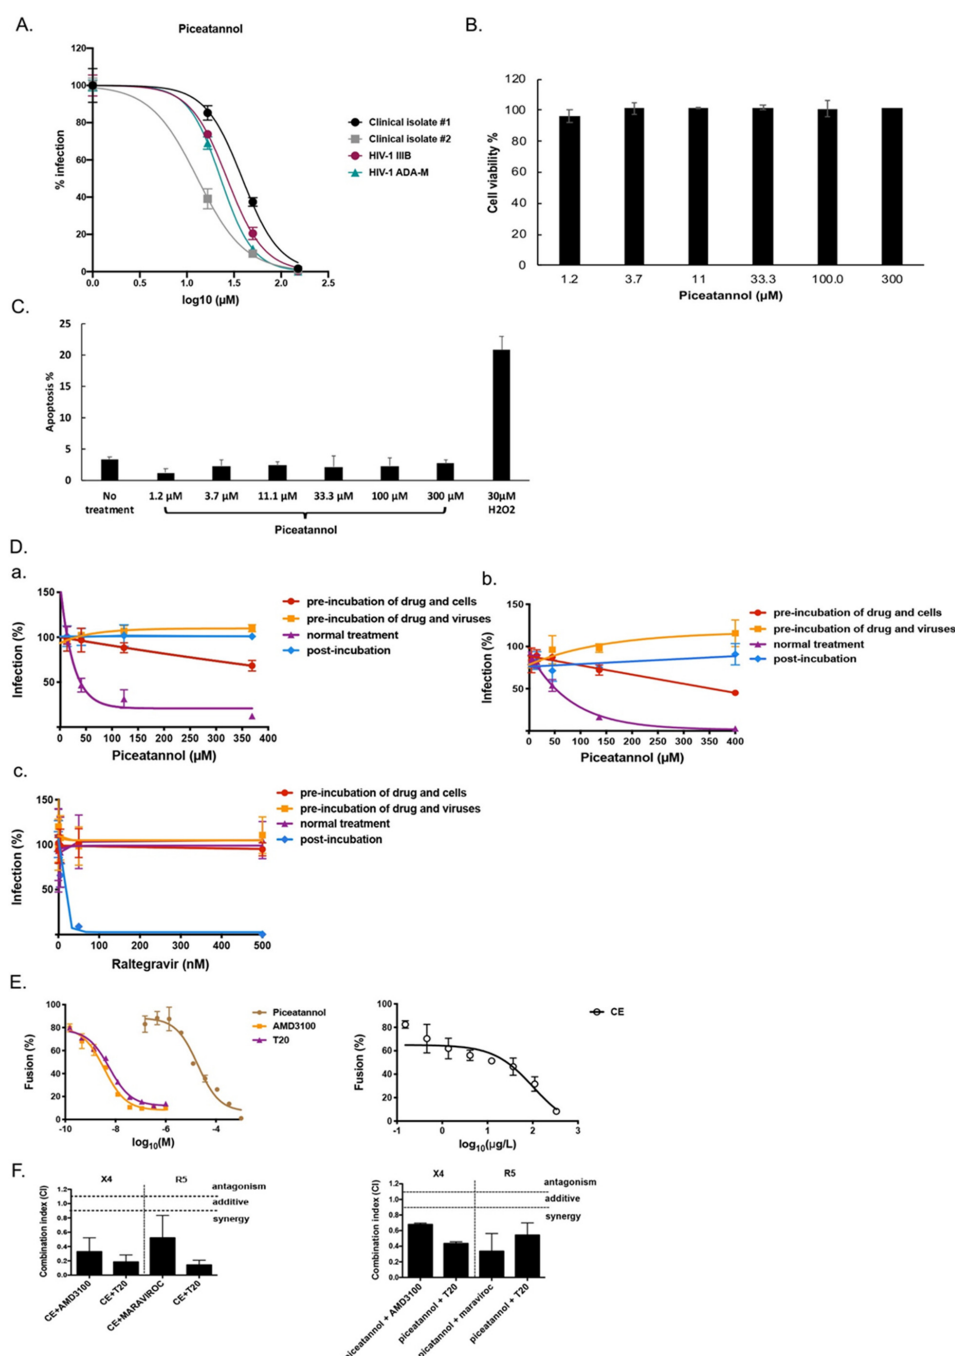 A.
Piceatannol
120
100
80
60
40
20
0
% infection
0.0 0.5 1.0 1.5 2.0 2.5
log10 (µM)
Clinical isolate #1
Clinical isolate #2
HIV-1 IIIB
HIV-1 ADA-M
B.
120
100
80
60
40
20
0
Cell viability %
1.2 3.7 11 33.3 100.0 300
Piceatannol (µM)
C.
25
20
15
10
5
0
Apoptosis %
No treatment
1.2 µM 3.7 µM 11.1 µM 33.3 µM 100 µM 300 µM
30µM H2O2
Piceatannol
D.
a.
150
100
50
Infection (%)
0 50 100 150 200 250 300 350 400
Piceatannol (µM)
pre-incubation of drug and cells
pre-incubation of drug and viruses
normal treatment
post-incubation
b.
150
100
50
Infection (%)
0 50 100 150 200 250 300 350 400
Piceatannol (µM)
pre-incubation of drug and cells
pre-incubation of drug and viruses
normal treatment
post-incubation
c.
150
100
50
Infection (%)
0 100 200 300 400 500
Raltegravir (nM)
pre-incubation of drug and cells
pre-incubation of drug and viruses
normal treatment
post-incubation
E.
100
80
60
40
20
0
Fusion (%)
-10 -8 -6 -4 -2
log10(M)
Piceatannol
AMD3100
T20
100
80
60
40
20
0
Fusion (%)
-1 0 1 2 3
log10(µg/L)
CE
F.
X4 R5
antagonism
additive
synergy
1.2
1.0
0.8
0.6
0.4
0.2
0.0
Combination index (CI)
CE+AMD3100
CE+T20
CE+MARAVIROC
CE+T20
X4 R5
antagonism
additive
synergy
1.2
1.0
0.8
0.6
0.4
0.2
0.0
Combination index (CI)
piceatannol + AMD3100
piceatannol + T20
picatannol + maraviroc
piceatannol + T20